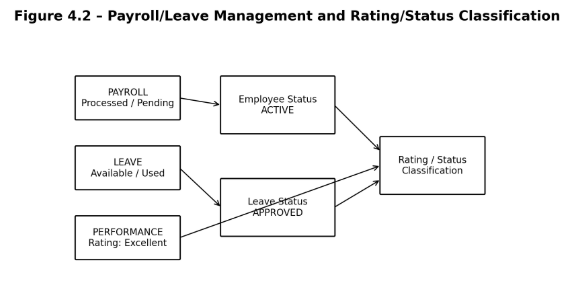 Figure 4.2 – Payroll/Leave Management and Rating/Status Classification
PAYROLL
Processed / Pending
Employee Status
ACTIVE
LEAVE
Available / Used
Rating / Status
Classification
Leave Status
APPROVED
PERFORMANCE
Rating: Excellent